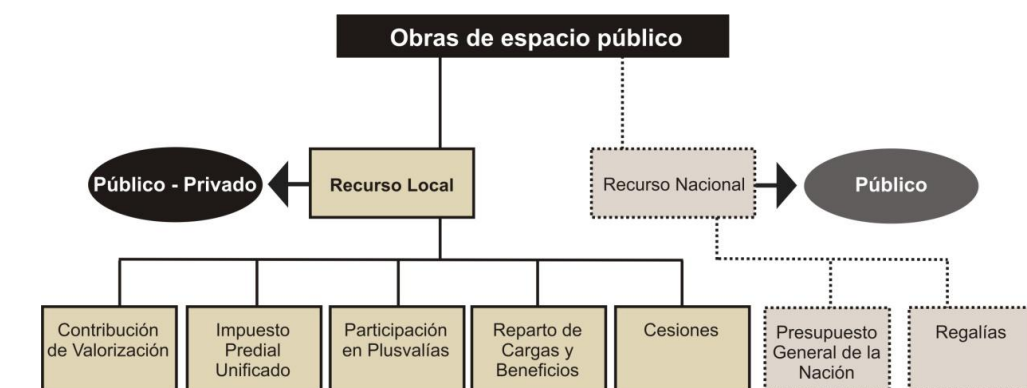 Obras de espacio público
Público - Privado
Recurso Local
Recurso Nacional
Público
Contribución
de Valorización
Impuesto
Predial
Unificado
Participación
en Plusvalías
Reparto de
Cargas y
Beneficios
Cesiones
Presupuesto
General de la
Nación
Regalías